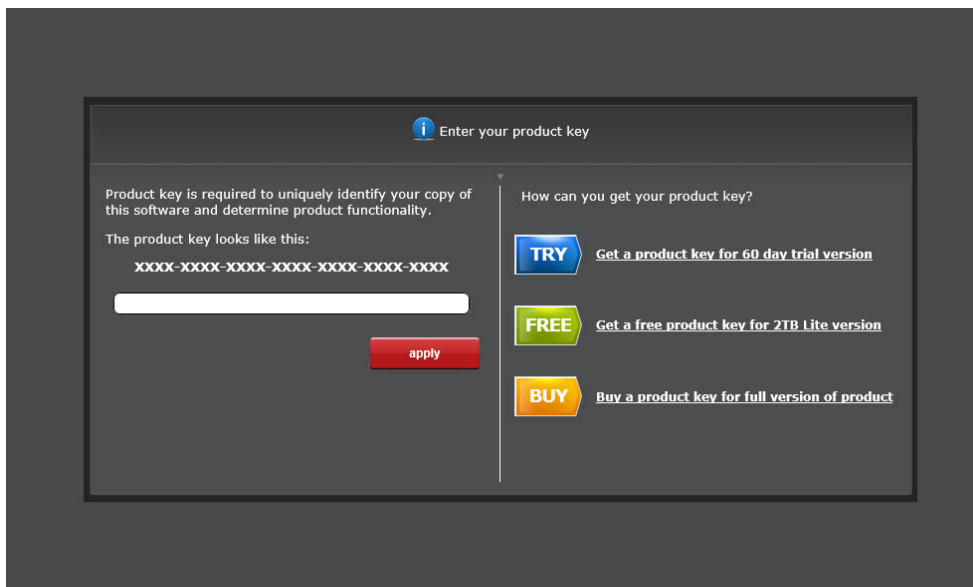 Enter your product key
Product key is required to uniquely identify your copy of
this software and determine product functionality.
The product key looks like this:
xxxx-xxxx-xxxx-xxxx-xxxx-xxxx-xxxx
apply
How can you get your product key?
TRY Get a product key for 60 day trial version
FREE Get a free product key for 2TB Lite version
BUY Buy a product key for full version of product